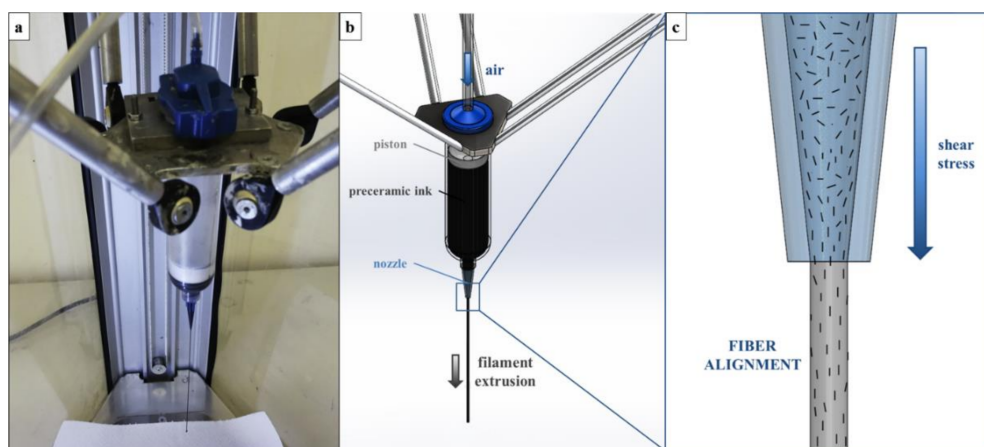 a
b
c
air
piston
preceramic ink
nozzle
filament
extrusion
shear
stress
FIBER
ALIGNMENT